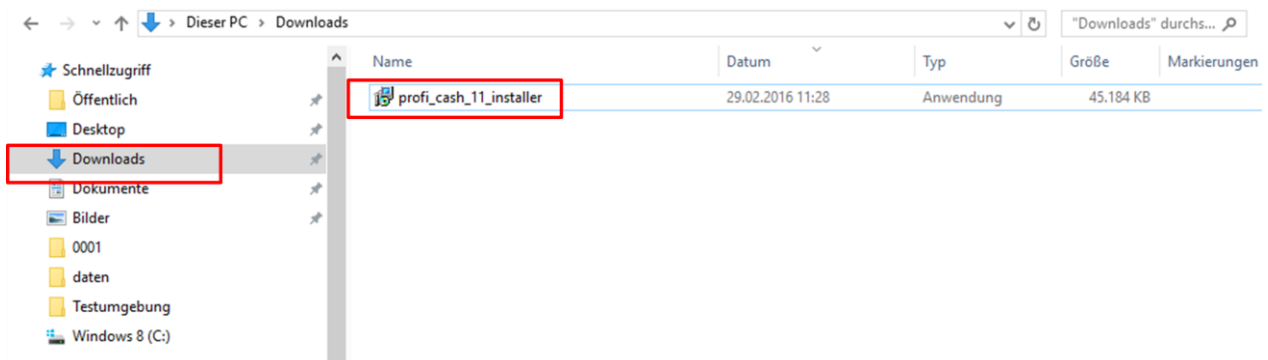 Dieser PC > Downloads
"Downloads" durchs...
Schnellzugriff
Öffentlich
Desktop
Downloads
Dokumente
Bilder
0001
daten
Testumgebung
Windows 8 (C:)
Name Datum Typ Größe Markierungen
profi_cash_11_installer 29.02.2016 11:28 Anwendung 45.184 KB